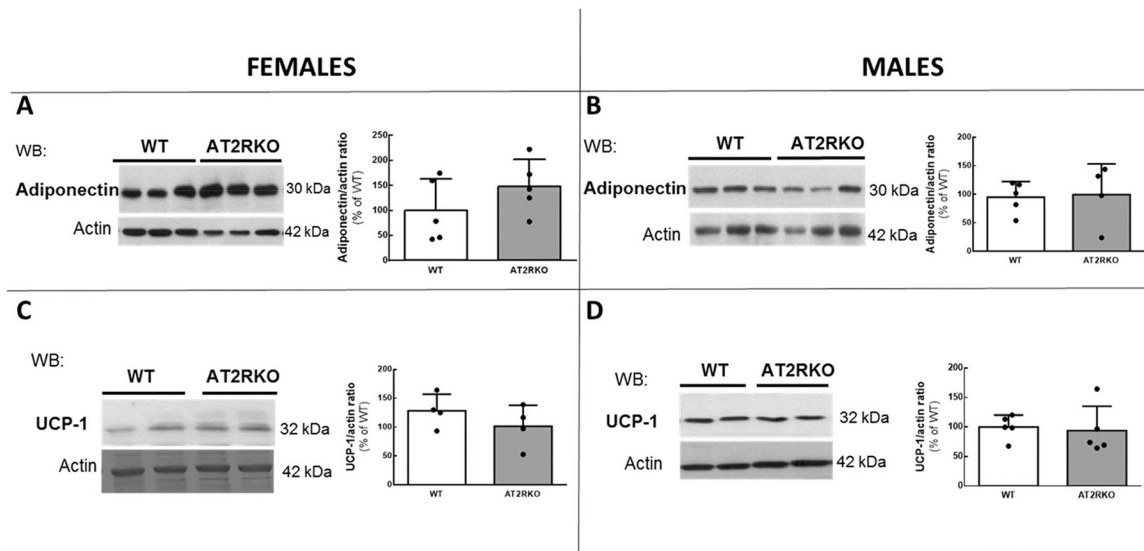 FEMALES
MALES
A
WB:
WT
AT2RKO
Adiponectin
30 kDa
Actin
42 kDa
Adiponectin/actin ratio
(% of WT)
250
200
150
100
50
0
WT
AT2RKO
B
WB:
WT
AT2RKO
Adiponectin
30 kDa
Actin
42 kDa
Adiponectin/actin ratio
(% of WT)
200
150
100
50
0
WT
AT2RKO
C
WB:
WT
AT2RKO
UCP-1
32 kDa
Actin
42 kDa
UCP-1/actin ratio
(% of WT)
200
150
100
50
0
WT
AT2RKO
D
WB:
WT
AT2RKO
UCP-1
32 kDa
Actin
42 kDa
UCP-1/actin ratio
(% of WT)
200
150
100
50
0
WT
AT2RKO